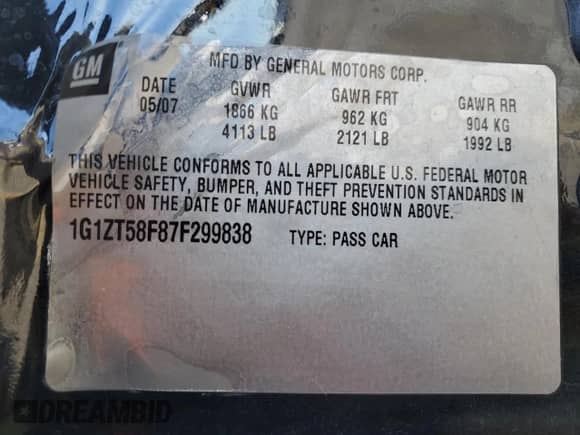 GM
MFD BY GENERAL MOTORS CORP.
DATE GVWR GAWR FRT GAWR RR
05/07 1866 KG 962 KG 904 KG
4113 LB 2121 LB 1992 LB
THIS VEHICLE CONFORMS TO ALL APPLICABLE U.S. FEDERAL MOTOR
VEHICLE SAFETY, BUMPER, AND THEFT PREVENTION STANDARDS IN
EFFECT ON THE DATE OF MANUFACTURE SHOWN ABOVE.
1G1ZT58F87F299838 TYPE: PASS CAR
DREAMBID